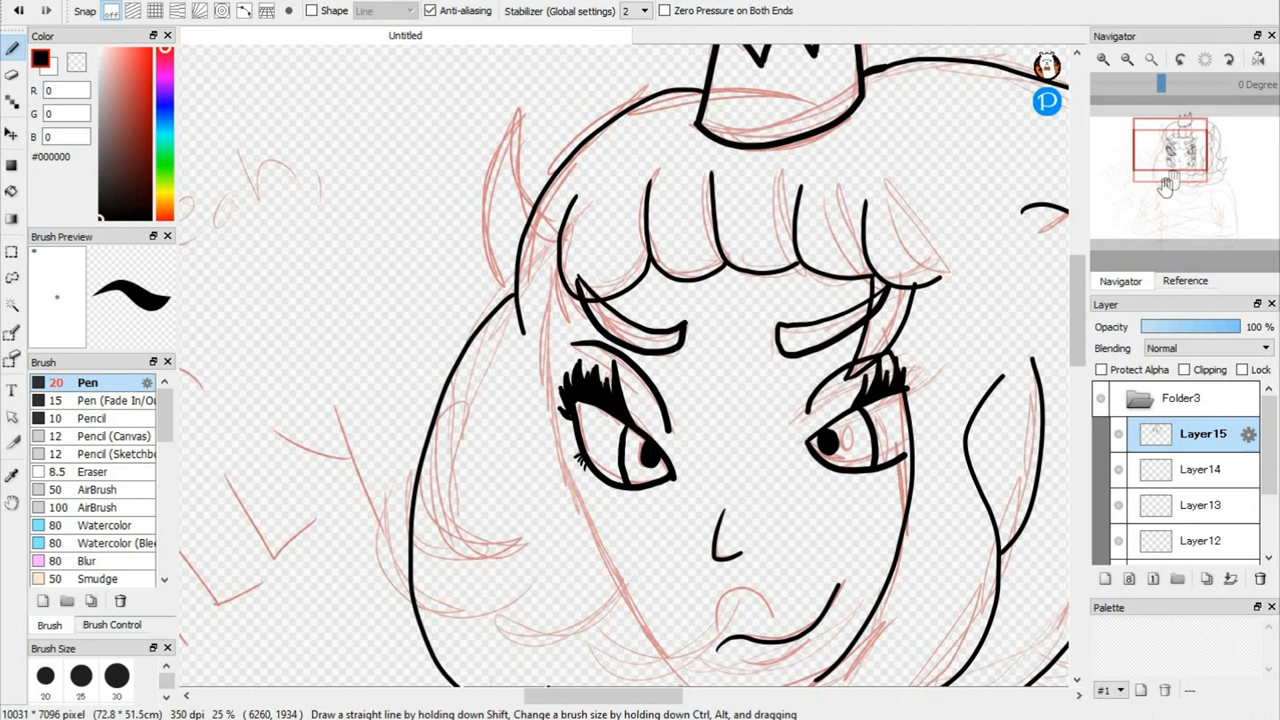 Snap off Shape Line Anti-aliasing Stabilizer (Global settings) 2 Zero Pressure on Both Ends
Color
Untitled
Navigator
R 0
G 0
B 0
#000000
0 Degree
Brush Preview
Navigator Reference
Layer
Opacity 100 %
Blending Normal
Protect Alpha Clipping Lock
Brush
20 Pen
15 Pen (Fade In/Ou
10 Pencil
12 Pencil (Canvas)
12 Pencil (Sketchbo
8.5 Eraser
50 AirBrush
100 AirBrush
80 Watercolor
80 Watercolor (Blee
80 Blur
50 Smudge
Folder3
Layer15
Layer14
Layer13
Layer12
Brush Brush Control
Brush Size
20 25 30
Palette
#1 ---
10031 * 7096 pixel (72.8 * 51.5cm) 350 dpi 25 % ( 6260, 1934 ) Draw a straight line by holding down Shift, Change a brush size by holding down Ctrl, Alt, and dragging